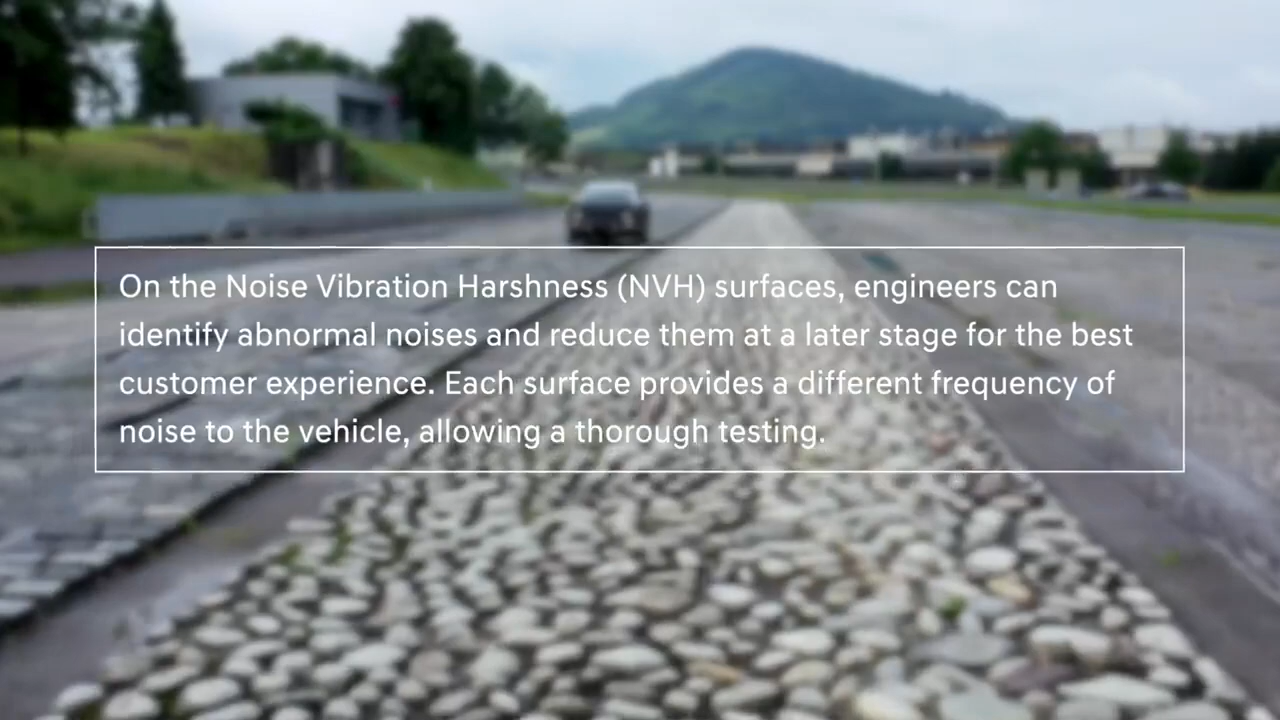 On the Noise Vibration Harshness (NVH) surfaces, engineers can
identify abnormal noises and reduce them at a later stage for the best
customer experience. Each surface provides a different frequency of
noise to the vehicle, allowing a thorough testing.